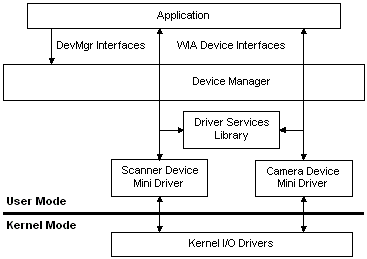 Application
DevMgr Interfaces
WIA Device Interfaces
Device Manager
Driver Services
Library
Scanner Device
Mini Driver
Camera Device
Mini Driver
User Mode
Kernel Mode
Kernel I/O Drivers